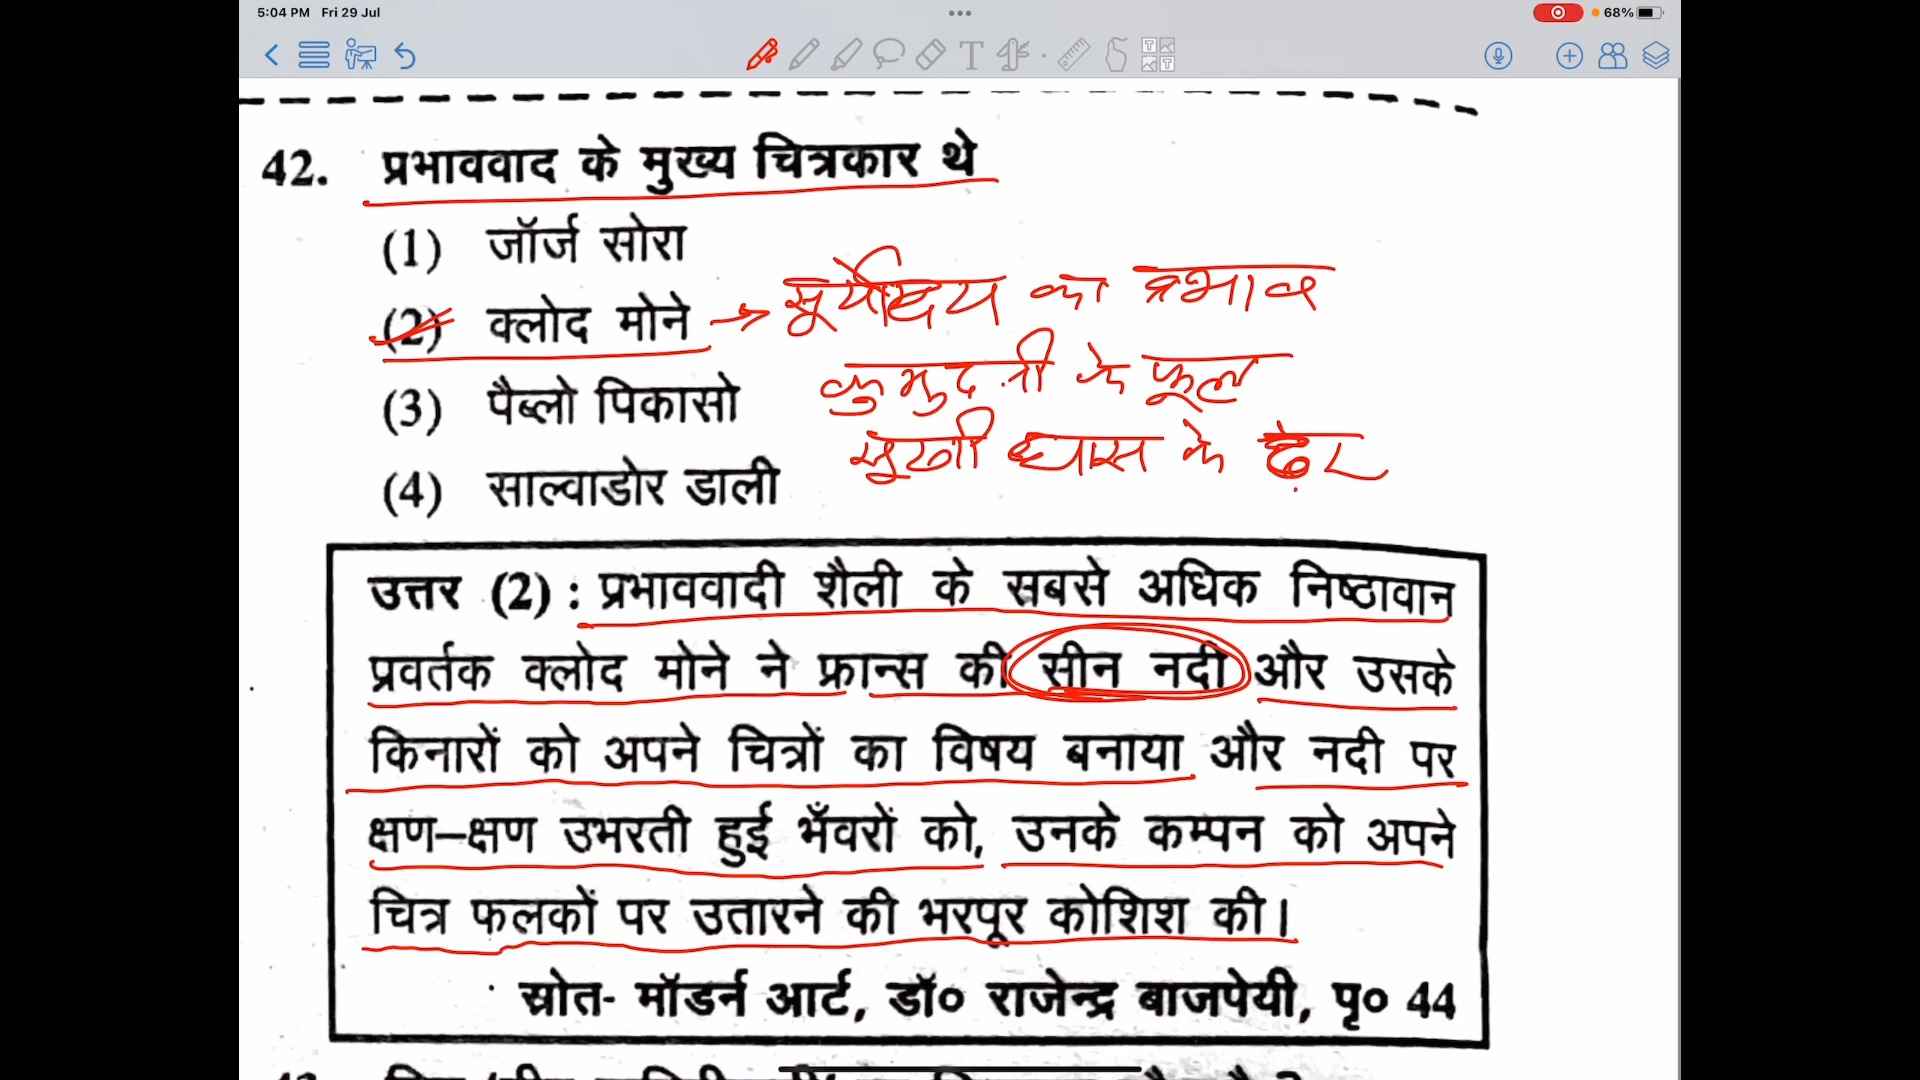 5:04 PM Fri 29 Jul
68%
42. प्रभाववाद के मुख्य चित्रकार थे
(1) जॉर्ज सोरा
(2) क्लोद मोने → सूर्योदय का प्रभाव
कुमुदनी के फूल
(3) पैब्लो पिकासो
सूखी घास के ढेर
(4) साल्वाडोर डाली
उत्तर (2) : प्रभाववादी शैली के सबसे अधिक निष्ठावान
प्रवर्तक क्लोद मोने ने फ्रान्स की सीन नदी और उसके
किनारों को अपने चित्रों का विषय बनाया और नदी पर
क्षण–क्षण उभरती हुई भँवरों को, उनके कम्पन को अपने
चित्र फलकों पर उतारने की भरपूर कोशिश की।
स्रोत- मॉडर्न आर्ट, डॉ० राजेन्द्र बाजपेयी, पृ० 44